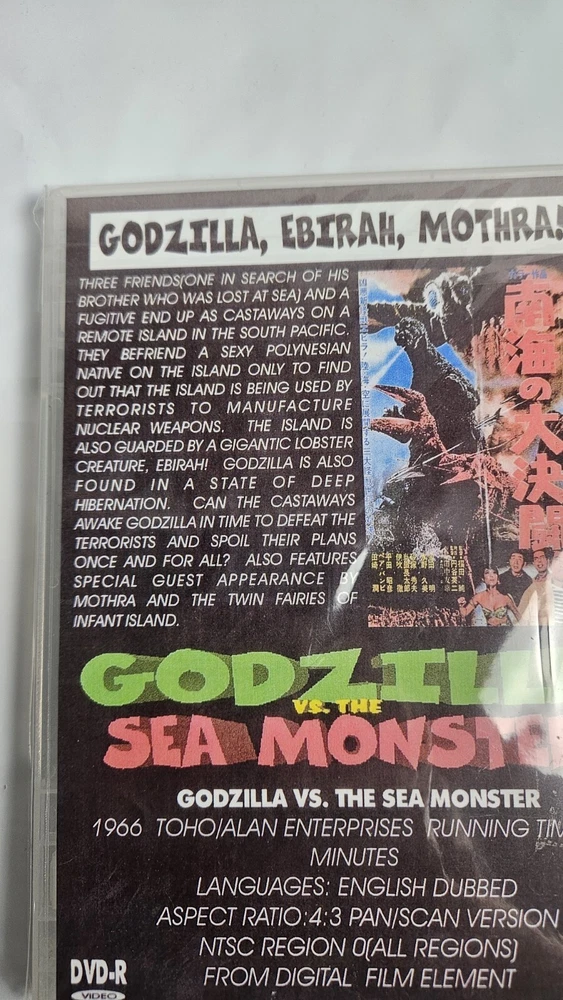 GODZILLA, EBIRAH, MOTHRA!
THREE FRIENDS(ONE IN SEARCH OF HIS
BROTHER WHO WAS LOST AT SEA) AND A
FUGITIVE END UP AS CASTAWAYS ON A
REMOTE ISLAND IN THE SOUTH PACIFIC.
THEY BEFRIEND A SEXY POLYNESIAN
NATIVE ON THE ISLAND ONLY TO FIND
OUT THAT THE ISLAND IS BEING USED BY
TERRORISTS TO MANUFACTURE
NUCLEAR WEAPONS. THE ISLAND IS
ALSO GUARDED BY A GIGANTIC LOBSTER
CREATURE, EBIRAH! GODZILLA IS ALSO
FOUND IN A STATE OF DEEP
HIBERNATION. CAN THE CASTAWAYS
AWAKE GODZILLA IN TIME TO DEFEAT THE
TERRORISTS AND SPOIL THEIR PLANS
ONCE AND FOR ALL? ALSO FEATURES
SPECIAL GUEST APPEARANCE BY
MOTHRA AND THE TWIN FAIRIES OF
INFANT ISLAND.
南海の大決闘
GODZILL
VS. THE
SEA MONSTE
GODZILLA VS. THE SEA MONSTER
1966 TOHO/ALAN ENTERPRISES RUNNING TIM
MINUTES
LANGUAGES: ENGLISH DUBBED
ASPECT RATIO:4:3 PAN/SCAN VERSION
NTSC REGION 0(ALL REGIONS)
FROM DIGITAL FILM ELEMENT
DVD-R
VIDEO